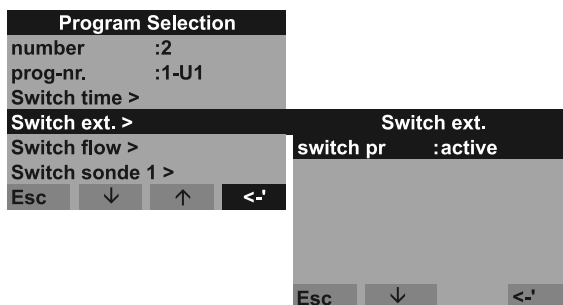 Program Selection
number :2
prog-nr. :1-U1
Switch time >
Switch ext. >
Switch flow >
Switch sonde 1 >
Esc ↓ ↑ <-'
Switch ext.
switch pr :active
Esc ↓ <-'